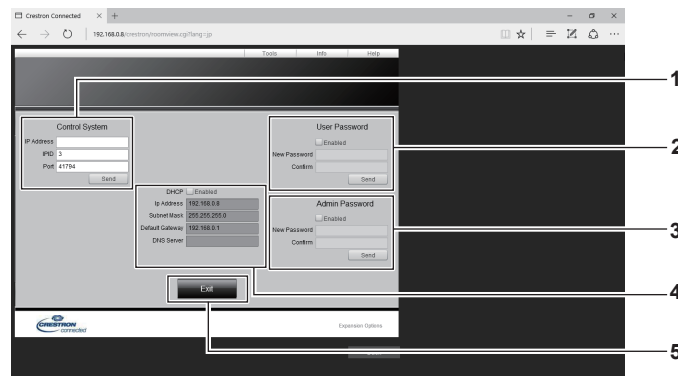 Crestron Connected
192.168.0.8/crestron/roomview.cgi?lang=jp
Tools Info Help
1
Control System
IP Address
IPID 3
Port 41794
Send
User Password
Enabled
New Password
Confirm
Send
2
DHCP Enabled
Ip Address 192.168.0.8
Subnet Mask 255.255.255.0
Default Gateway 192.168.0.1
DNS Server
Admin Password
Enabled
New Password
Confirm
Send
3
4
Exit
CRESTRON
connected
Expansion Options
5